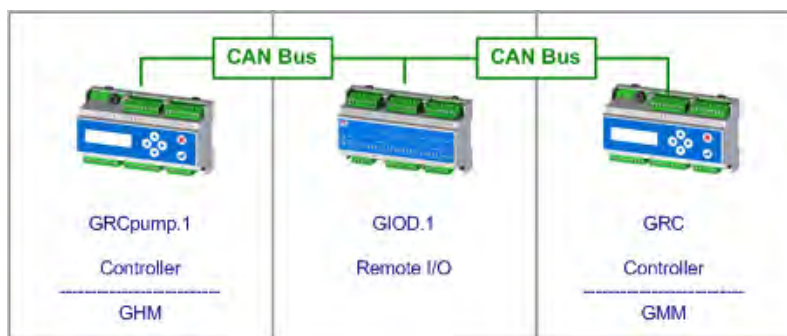 CAN Bus
CAN Bus
GRCpump.1
Controller
GHM
GIOD.1
Remote I/O
GRC
Controller
GMM